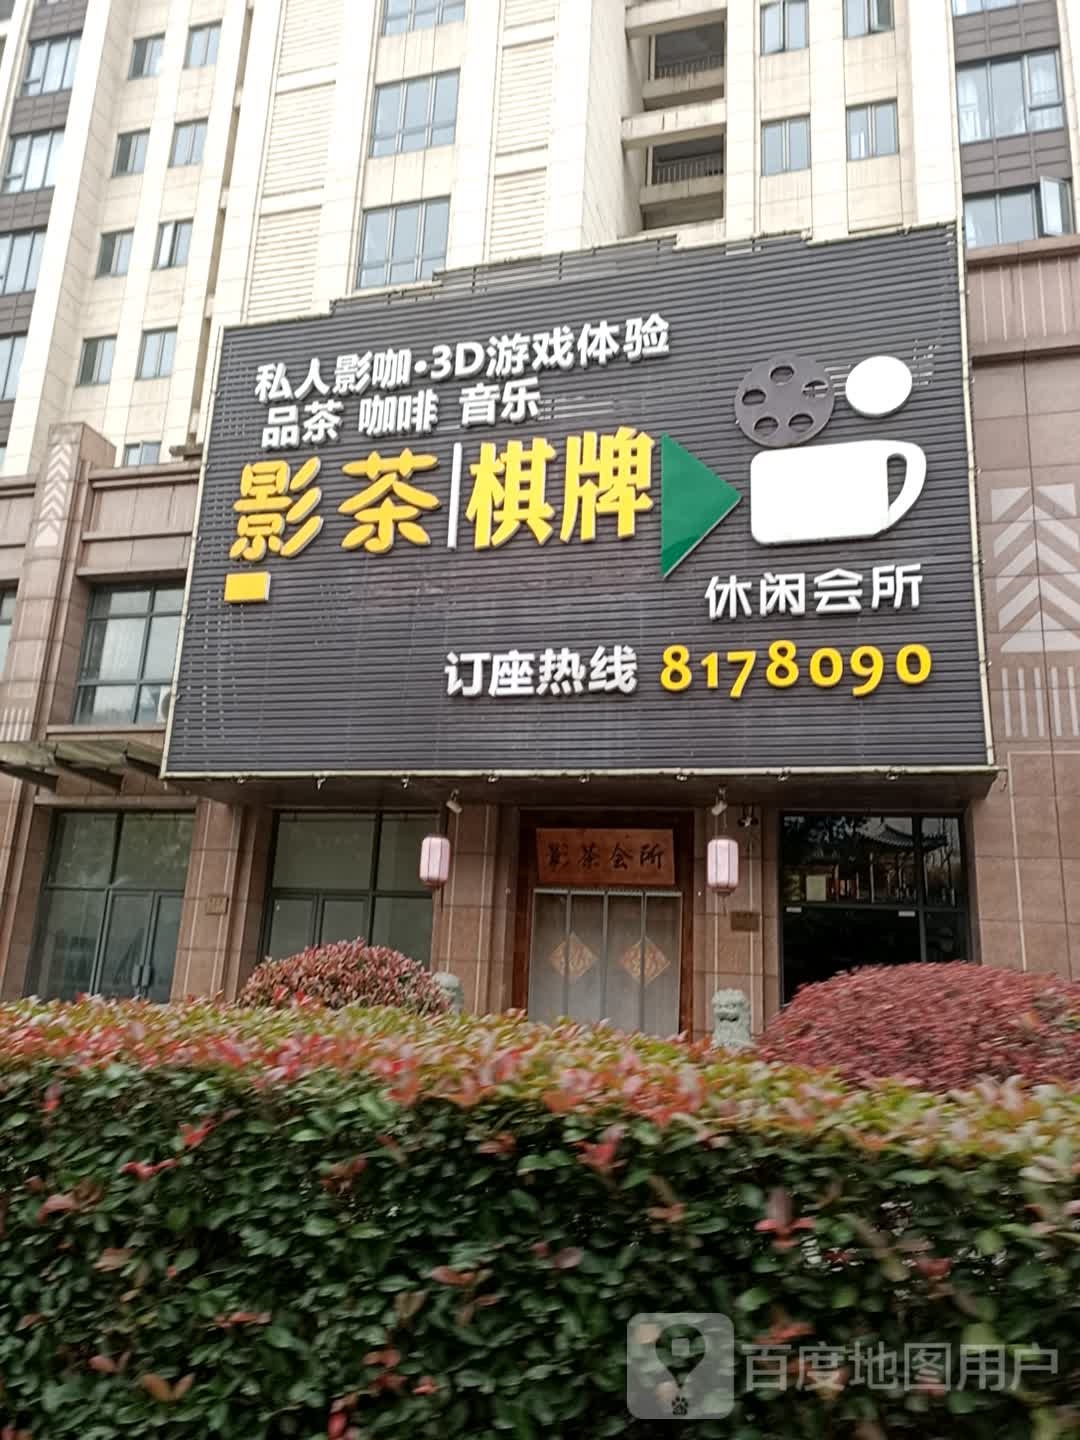 私人影咖·3D游戏体验
品茶 咖啡 音乐
影茶|棋牌
休闲会所
订座热线 8178090
影茶会所
百度地图用户